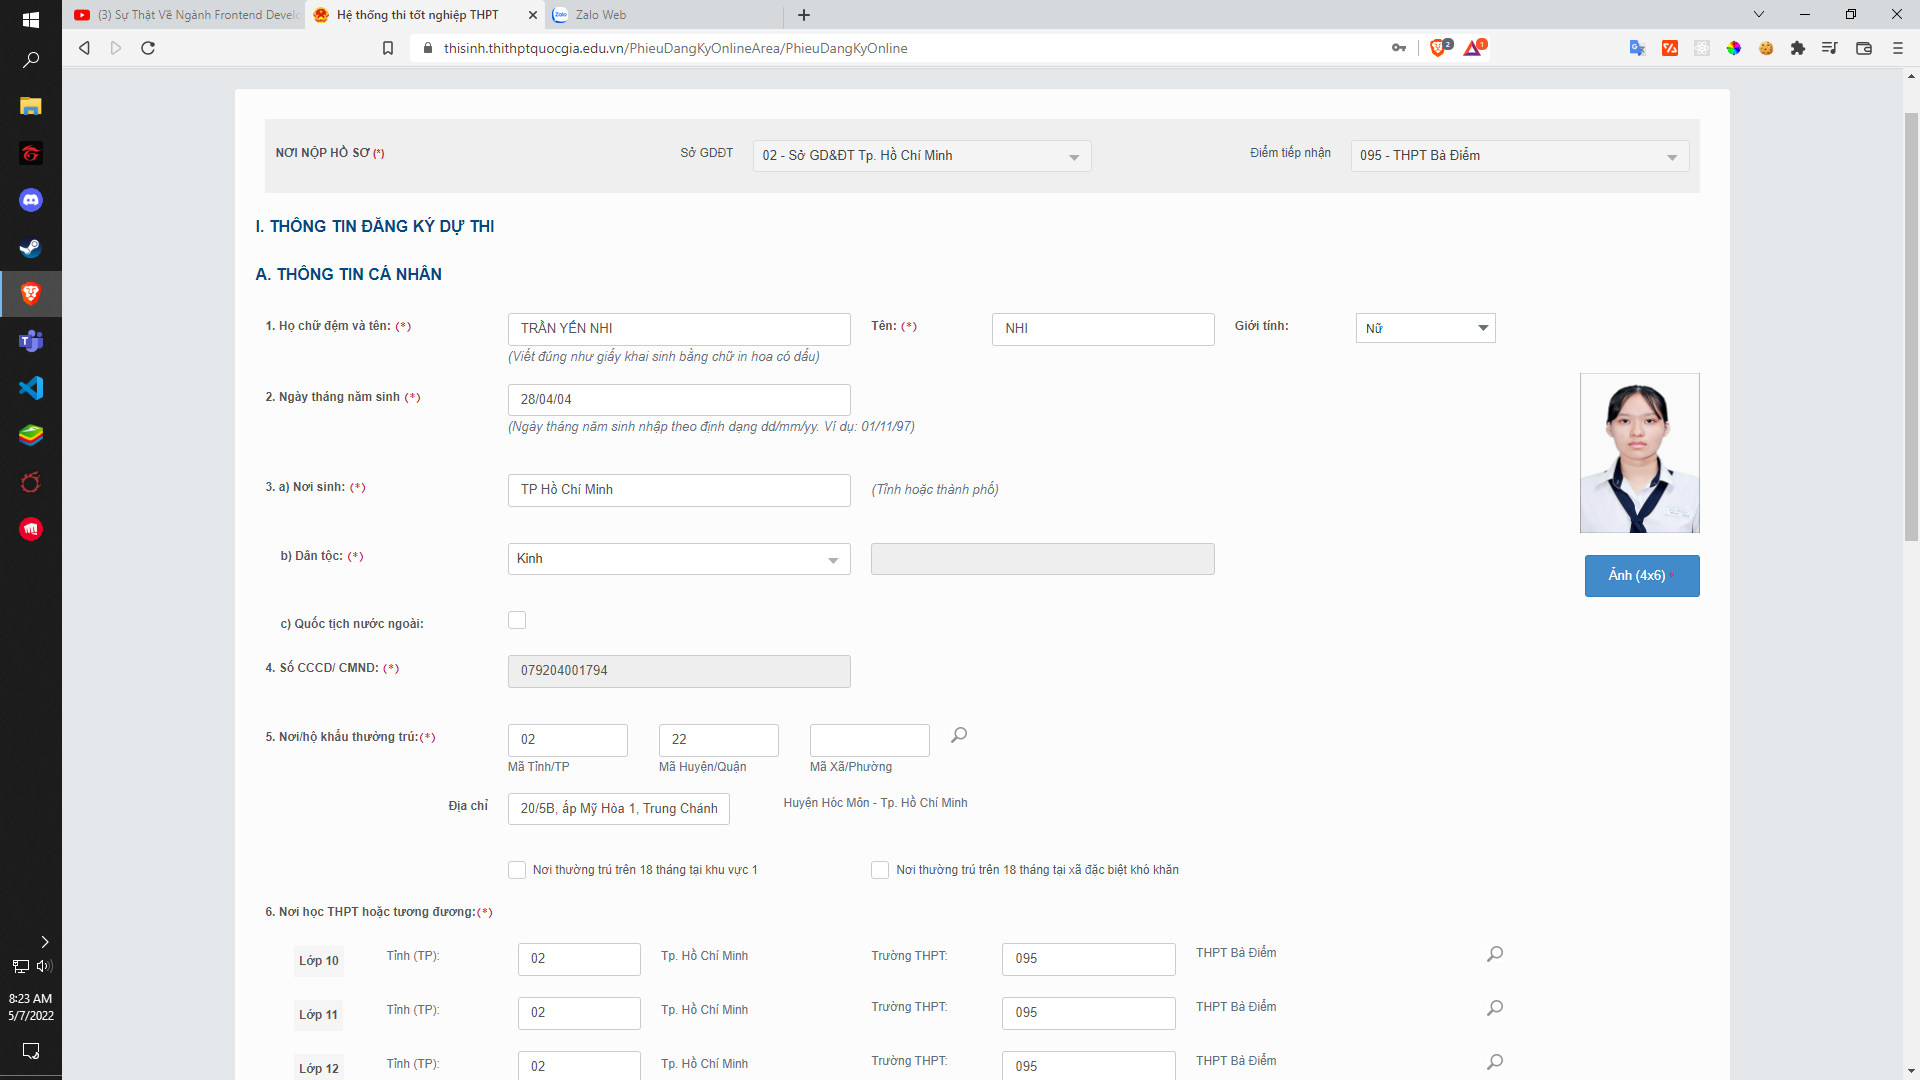 (3) Sự Thật Về Ngành Frontend Develo
Hệ thống thi tốt nghiệp THPT
Zalo Web
thisinh.thithptquocgia.edu.vn/PhieuDangKyOnlineArea/PhieuDangKyOnline
2
1
NƠI NỘP HỒ SƠ (*)
Sở GDĐT
02 - Sở GD&ĐT Tp. Hồ Chí Minh
Điểm tiếp nhận
095 - THPT Bà Điểm
I. THÔNG TIN ĐĂNG KÝ DỰ THI
A. THÔNG TIN CÁ NHÂN
1. Họ chữ đệm và tên: (*)
TRẦN YẾN NHI
Tên: (*)
NHI
Giới tính:
Nữ
(Viết đúng như giấy khai sinh bằng chữ in hoa có dấu)
2. Ngày tháng năm sinh (*)
28/04/04
(Ngày tháng năm sinh nhập theo định dạng dd/mm/yy. Ví dụ: 01/11/97)
3. a) Nơi sinh: (*)
TP Hồ Chí Minh
(Tỉnh hoặc thành phố)
b) Dân tộc: (*)
Kinh
Ảnh (4x6) *
c) Quốc tịch nước ngoài:
4. Số CCCD/ CMND: (*)
079204001794
5. Nơi/hộ khẩu thường trú:(*)
02
22
Mã Tỉnh/TP
Mã Huyện/Quận
Mã Xã/Phường
Địa chỉ
20/5B, ấp Mỹ Hòa 1, Trung Chánh
Huyện Hóc Môn - Tp. Hồ Chí Minh
Nơi thường trú trên 18 tháng tại khu vực 1
Nơi thường trú trên 18 tháng tại xã đặc biệt khó khăn
6. Nơi học THPT hoặc tương đương:(*)
Lớp 10
Tỉnh (TP):
02
Tp. Hồ Chí Minh
Trường THPT:
095
THPT Bà Điểm
Lớp 11
Tỉnh (TP):
02
Tp. Hồ Chí Minh
Trường THPT:
095
THPT Bà Điểm
Lớp 12
Tỉnh (TP):
02
Tp. Hồ Chí Minh
Trường THPT:
095
THPT Bà Điểm
8:23 AM
5/7/2022